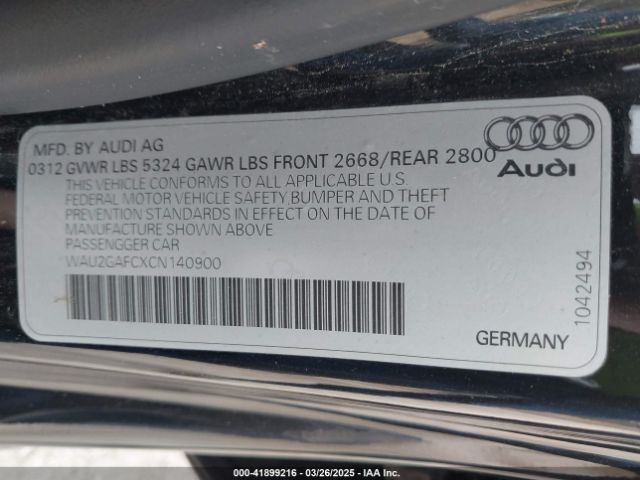 MFD. BY AUDI AG
0312 GVWR LBS 5324 GAWR LBS FRONT 2668/REAR 2800
THIS VEHICLE CONFORMS TO ALL APPLICABLE U.S.
FEDERAL MOTOR VEHICLE SAFETY,BUMPER AND THEFT
PREVENTION STANDARDS IN EFFECT ON THE DATE OF
MANUFACTURE SHOWN ABOVE
PASSENGGER CAR
WAU2GAFCXCN140900
Audi
1042494
GERMANY
000-41899216 - 03/26/2025 - IAA Inc.